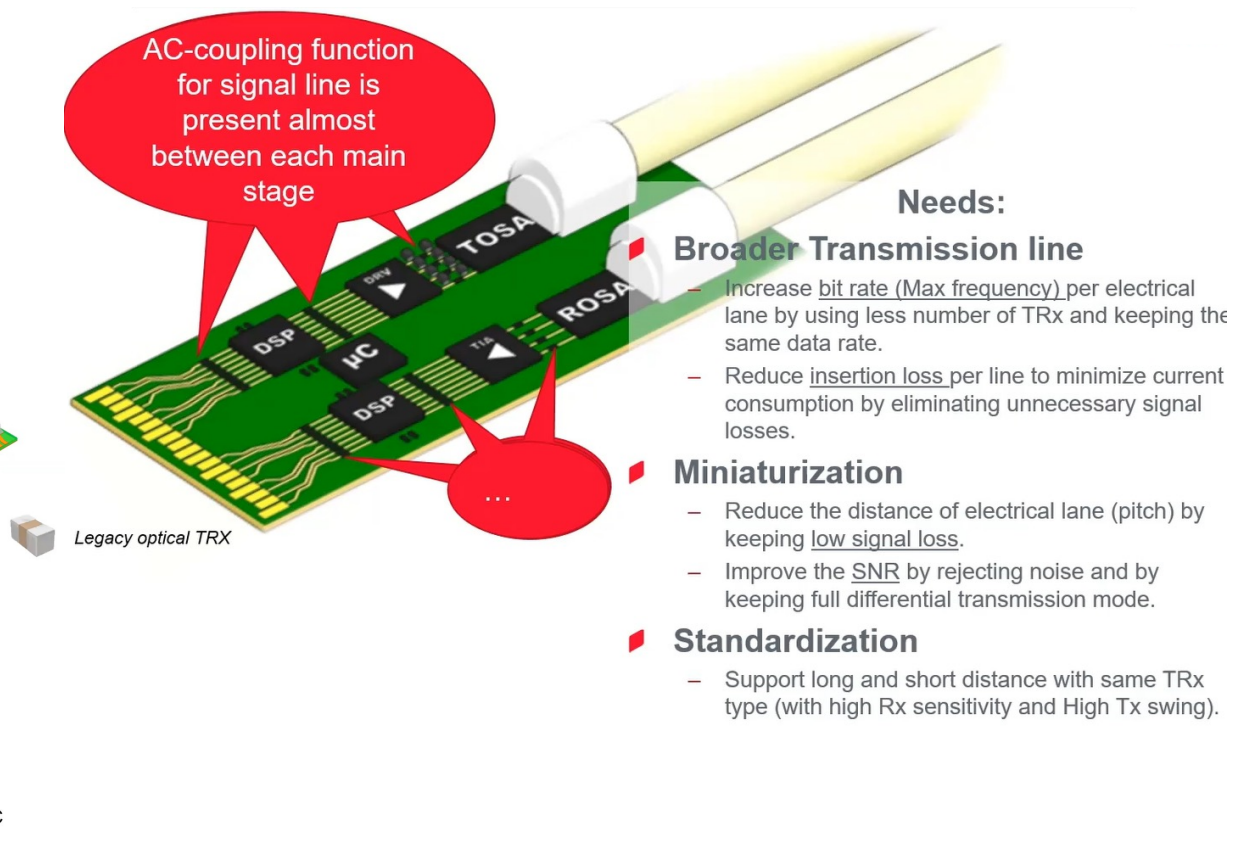 AC-coupling function
for signal line is
present almost
between each main
stage
TOSA
DRV
DSP
µC
ROSA
TIA
DSP
...
Legacy optical TRX
Needs:
Broader Transmission line
– Increase bit rate (Max frequency) per electrical
lane by using less number of TRx and keeping the
same data rate.
– Reduce insertion loss per line to minimize current
consumption by eliminating unnecessary signal
losses.
Miniaturization
– Reduce the distance of electrical lane (pitch) by
keeping low signal loss.
– Improve the SNR by rejecting noise and by
keeping full differential transmission mode.
Standardization
– Support long and short distance with same TRx
type (with high Rx sensitivity and High Tx swing).